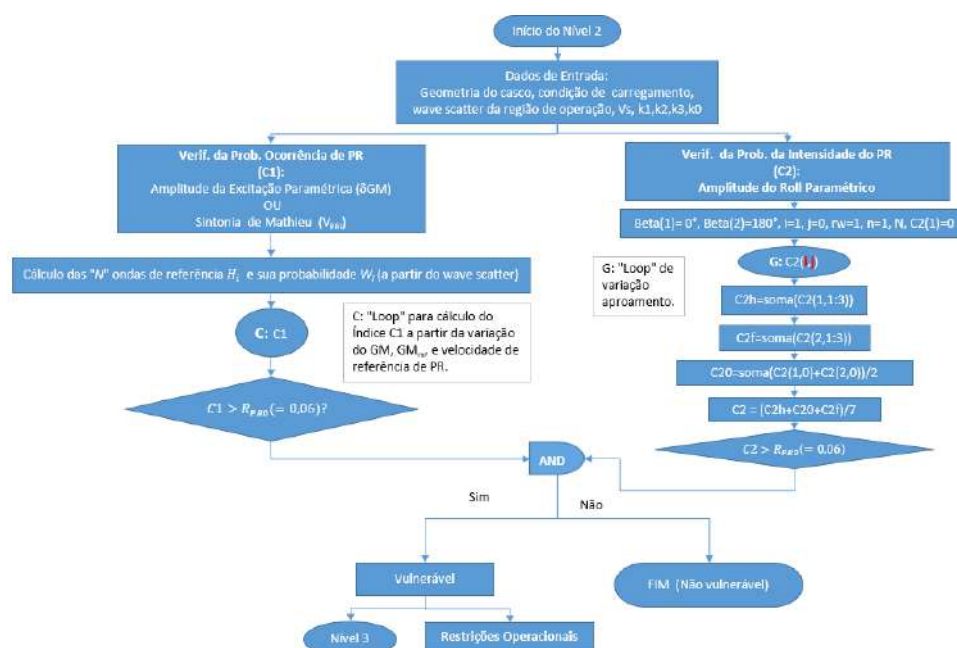 Início do Nível 2
Dados de Entrada:
Geometria do casco, condição de carregamento,
wave scatter da região de operação, Vs, k1,k2,k3,k0
Verif. da Prob. Ocorrência de PR
(C1):
Amplitude da Excitação Paramétrica (δGM)
OU
Sintonia de Mathieu (V
Verif. da Prob. da Intensidade do PR
(C2):
Amplitude do Roll Paramétrico
Beta(1)= 0°, Beta(2)=180°, i=1, j=0, rw=1, n=1, N, C2(1)=0
Cálculo das "N" ondas de referência H_i e sua probabilidade W_i (a partir do wave scatter)
G: "Loop" de
variação
aproamento.
G: C2(i,j)
C2h=soma(C2(1,1:3))
C: C1
C: "Loop" para cálculo do
Índice C1 a partir da variação
do GM, GM e velocidade de
referência de PR.
C2f=soma(C2(2,1:3))
C20=soma(C2(1,0)+C2(2,0))/2
C2 = (C2h+C20+C2f)/7
C1 > R_PR0(= 0,06)?
C2 > R_PR0(= 0,06)
AND
Sim
Não
Vulnerável
FIM (Não vulnerável)
Nível 3
Restrições Operacionais